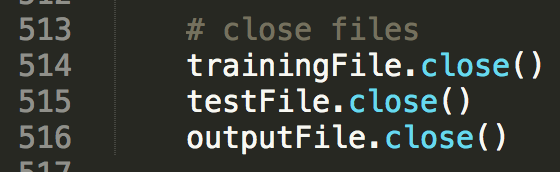 513 # close files
514 trainingFile.close()
515 testFile.close()
516 outputFile.close()